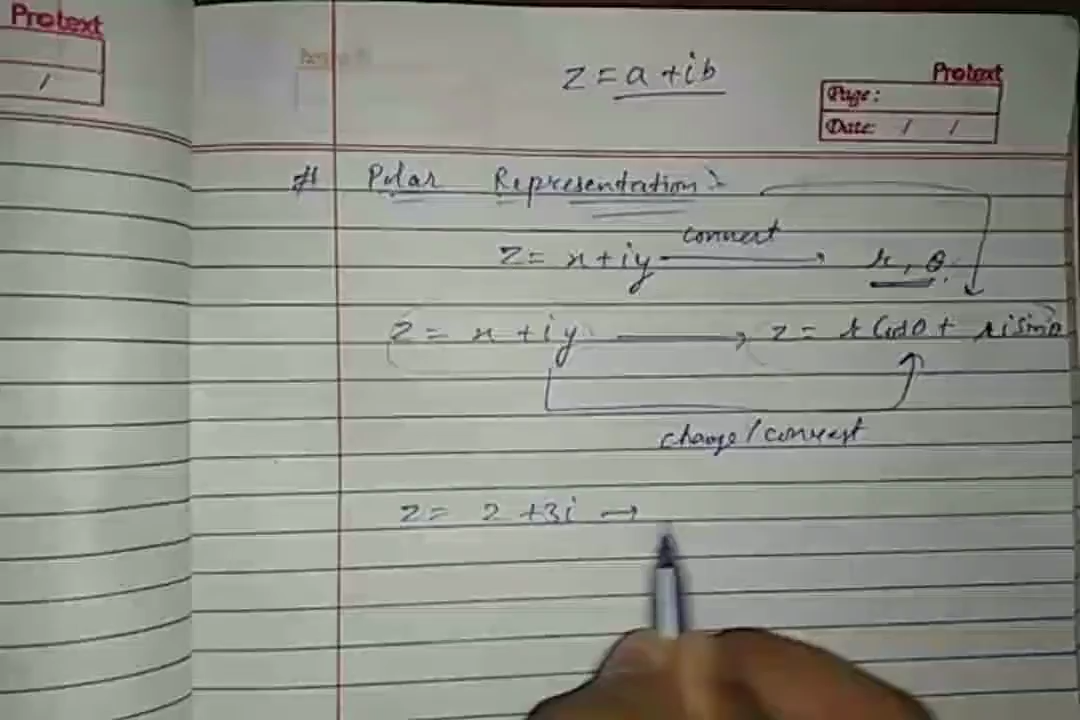 Protext
/
z = a + ib
Protext
Page:
Date: / /
# Polar Representation :-
z = x + iy convert → r, θ.
z = x + iy → z = r Cosθ + r i Sinθ
change / convert
z = 2 + 3i →